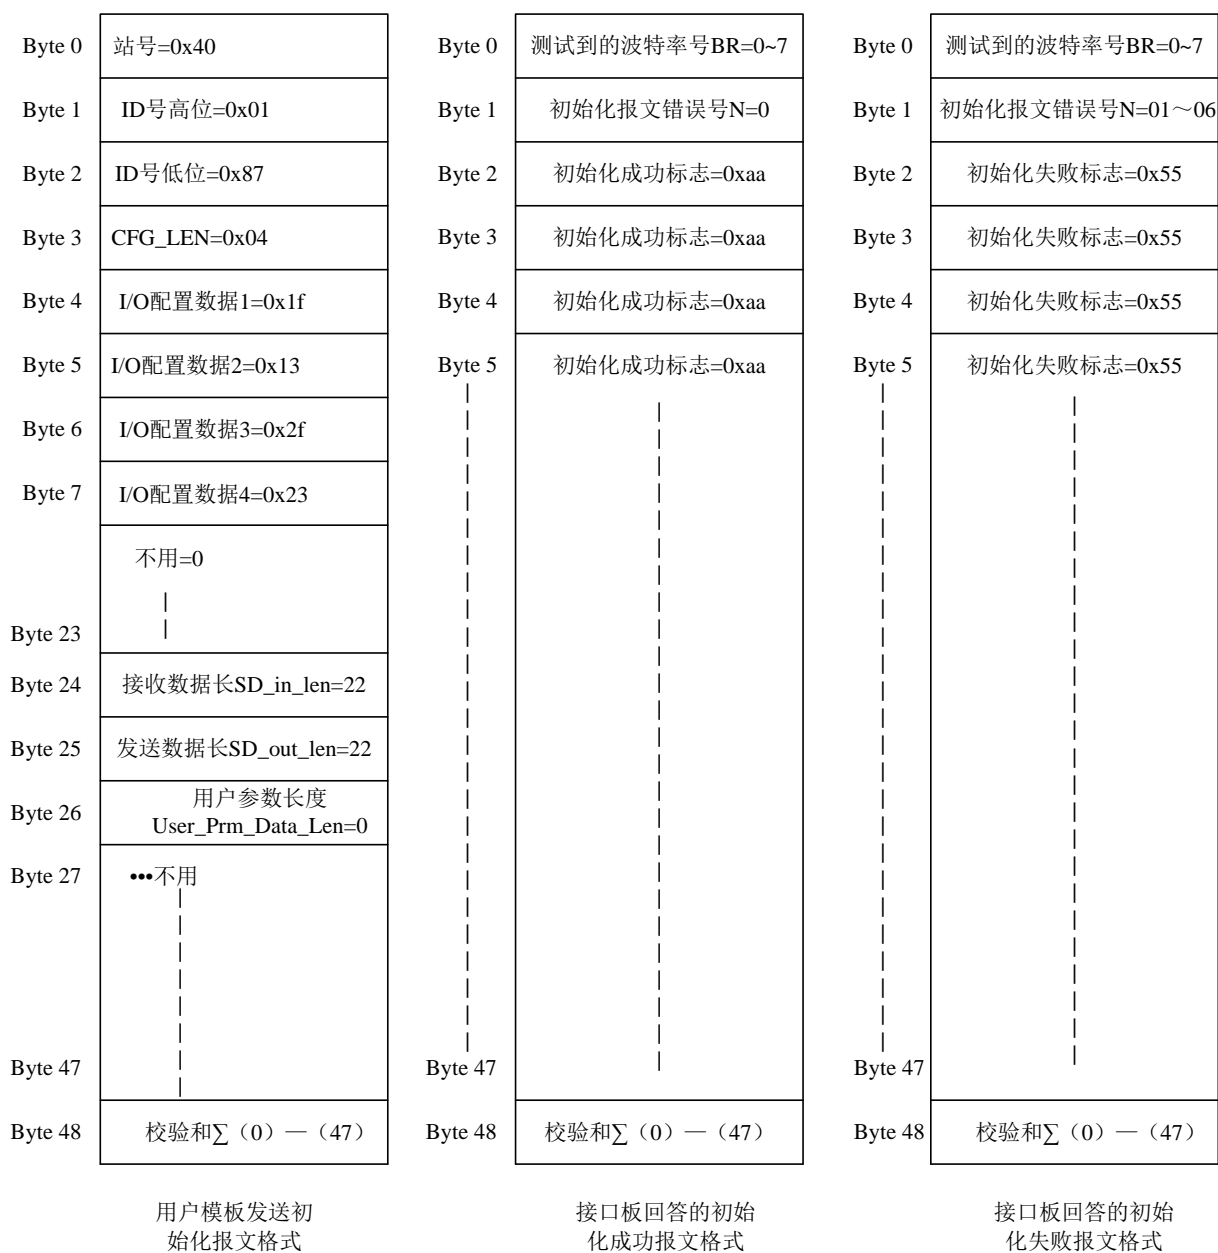 Byte 0
站号=0x40
Byte 1
ID号高位=0x01
Byte 2
ID号低位=0x87
Byte 3
CFG_LEN=0x04
Byte 4
I/O配置数据1=0x1f
Byte 5
I/O配置数据2=0x13
Byte 6
I/O配置数据3=0x2f
Byte 7
I/O配置数据4=0x23
不用=0
Byte 23
Byte 24
接收数据长SD_in_len=22
Byte 25
发送数据长SD_out_len=22
Byte 26
用户参数长度
User_Prm_Data_Len=0
Byte 27
•••不用
Byte 47
Byte 48
校验和∑（0）—（47）
用户模板发送初
始化报文格式
Byte 0
测试到的波特率号BR=0~7
Byte 1
初始化报文错误号N=0
Byte 2
初始化成功标志=0xaa
Byte 3
初始化成功标志=0xaa
Byte 4
初始化成功标志=0xaa
Byte 5
初始化成功标志=0xaa
Byte 47
Byte 48
校验和∑（0）—（47）
接口板回答的初始
化成功报文格式
Byte 0
测试到的波特率号BR=0~7
Byte 1
初始化报文错误号N=01～06
Byte 2
初始化失败标志=0x55
Byte 3
初始化失败标志=0x55
Byte 4
初始化失败标志=0x55
Byte 5
初始化失败标志=0x55
Byte 47
Byte 48
校验和∑（0）—（47）
接口板回答的初始
化失败报文格式